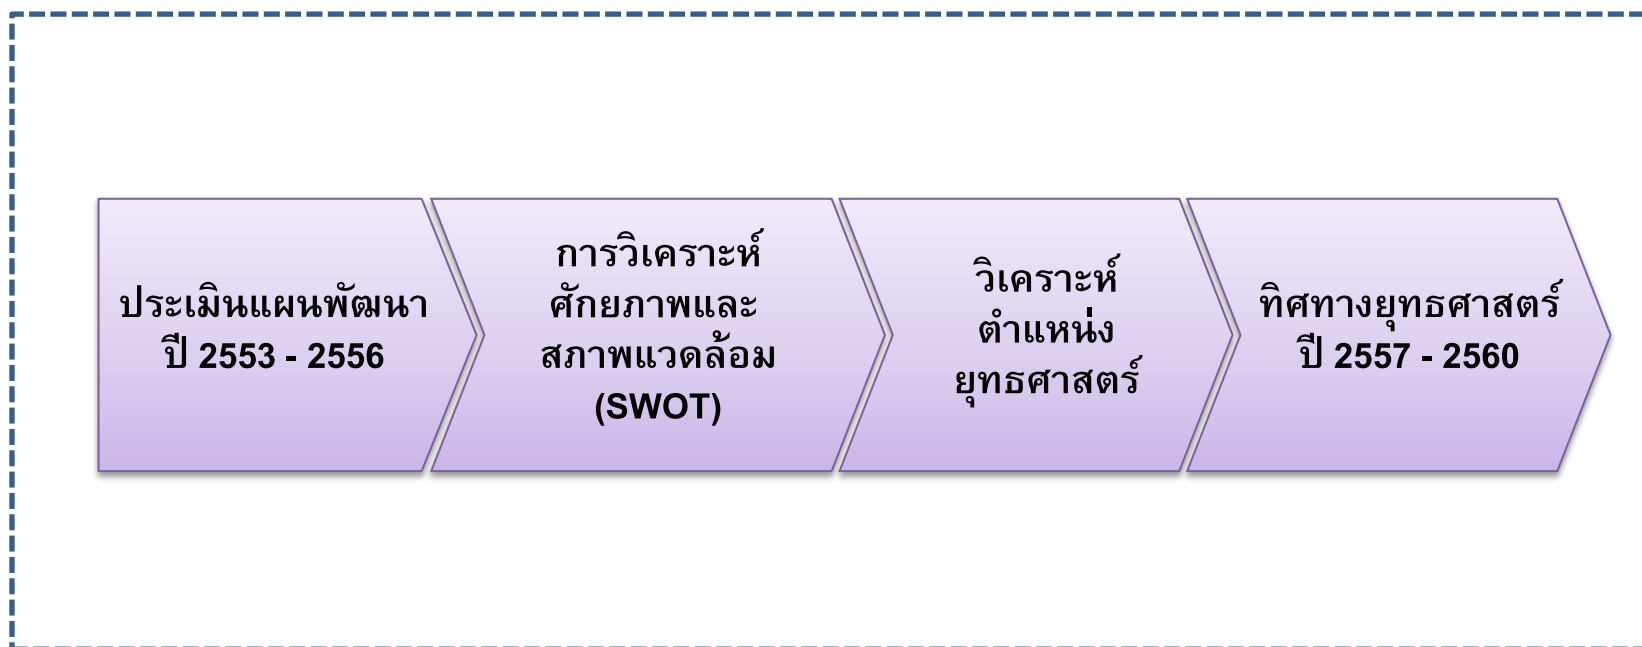 ประเมินแผนพัฒนา
ปี 2553 - 2556
การวิเคราะห์
ศักยภาพและ
สภาพแวดล้อม
(SWOT)
วิเคราะห์
ตำแหน่ง
ยุทธศาสตร์
ทิศทางยุทธศาสตร์
ปี 2557 - 2560